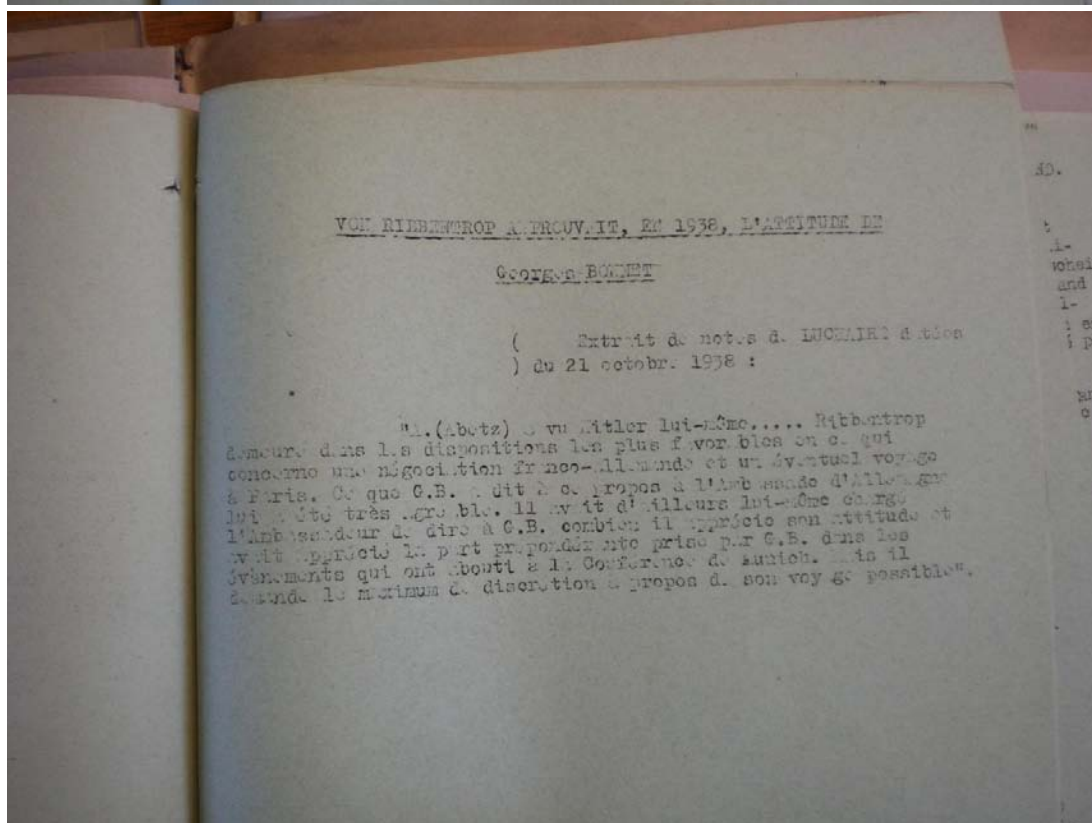 VON RIBBENTROP APPROUVAIT, EN 1938, L'ATTITUDE DE
Georges BONNET
( Extrait de notes de LUCHAIRE datées
) du 21 octobre 1938 :
"A.(Abetz) a vu Hitler lui-même..... Ribbentrop
demeure dans les dispositions les plus favorables en ce qui
concerne une négociation franco-allemande et un éventuel voyage
à Paris. Ce que G.B. a dit à ce propos à l'Ambassade d'Allemagne
lui a été très agréable. Il avait d'ailleurs lui-même chargé
l'Ambassadeur de dire à G.B. combien il apprécie son attitude et
avait apprécié la part prépondérante prise par G.B. dans les
évènements qui ont abouti à la Conférence de Munich. Mais il
demande le maximum de discretion à propos de son voyage possible".